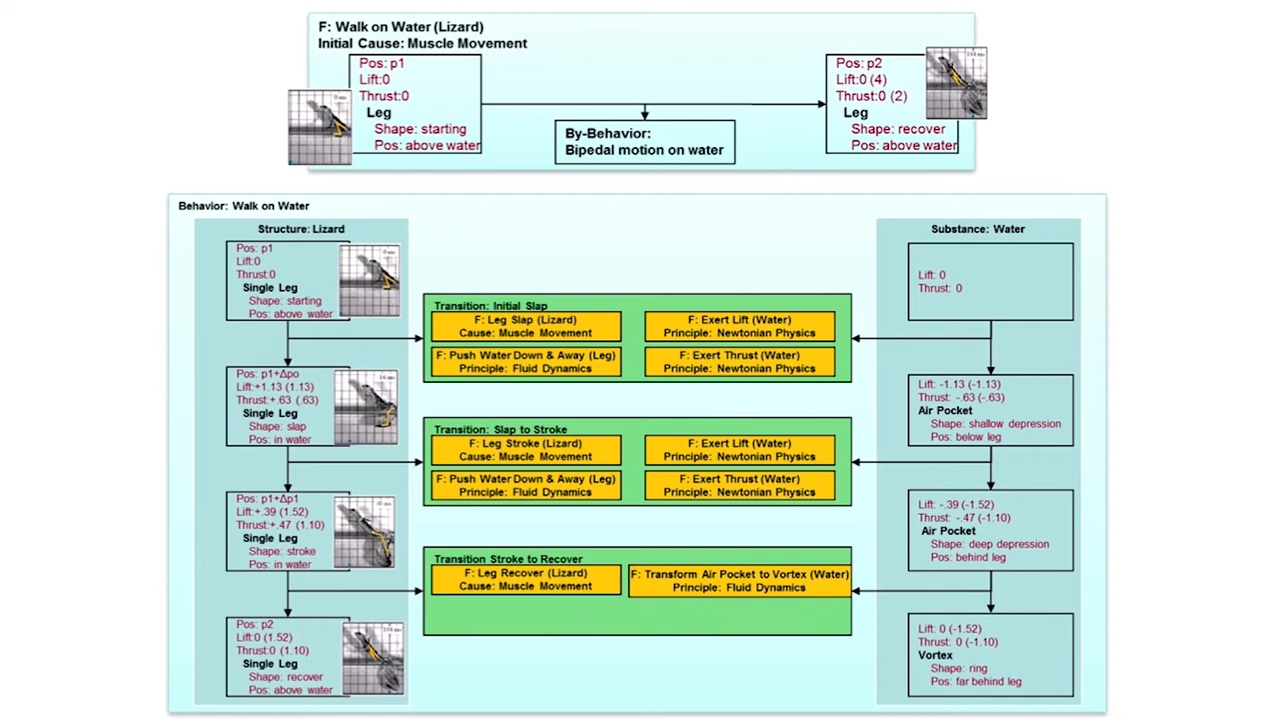 F: Walk on Water (Lizard)
Initial Cause: Muscle Movement
Pos: p1
Lift:0
Thrust:0
Leg
Shape: starting
Pos: above water
By-Behavior:
Bipedal motion on water
Pos: p2
Lift:0 (4)
Thrust:0 (2)
Leg
Shape: recover
Pos: above water
Behavior: Walk on Water
Structure: Lizard
Pos: p1
Lift:0
Thrust:0
Single Leg
Shape: starting
Pos: above water
Pos: p1+Δpo
Lift:+1.13 (1.13)
Thrust:+.63 (.63)
Single Leg
Shape: slap
Pos: in water
Pos: p1+Δp1
Lift:+.39 (1.52)
Thrust:+.47 (1.10)
Single Leg
Shape: stroke
Pos: in water
Pos: p2
Lift:0 (1.52)
Thrust:0 (1.10)
Single Leg
Shape: recover
Pos: above water
Transition: Initial Slap
F: Leg Slap (Lizard)
Cause: Muscle Movement
F: Exert Lift (Water)
Principle: Newtonian Physics
F: Push Water Down & Away (Leg)
Principle: Fluid Dynamics
F: Exert Thrust (Water)
Principle: Newtonian Physics
Transition: Slap to Stroke
F: Leg Stroke (Lizard)
Cause: Muscle Movement
F: Exert Lift (Water)
Principle: Newtonian Physics
F: Push Water Down & Away (Leg)
Principle: Fluid Dynamics
F: Exert Thrust (Water)
Principle: Newtonian Physics
Transition Stroke to Recover
F: Leg Recover (Lizard)
Cause: Muscle Movement
F: Transform Air Pocket to Vortex (Water)
Principle: Fluid Dynamics
Substance: Water
Lift: 0
Thrust: 0
Lift: -1.13 (-1.13)
Thrust: -.63 (-.63)
Air Pocket
Shape: shallow depression
Pos: below leg
Lift: -.39 (-1.52)
Thrust: -.47 (-1.10)
Air Pocket
Shape: deep depression
Pos: behind leg
Lift: 0 (-1.52)
Thrust: 0 (-1.10)
Vortex
Shape: ring
Pos: far behind leg